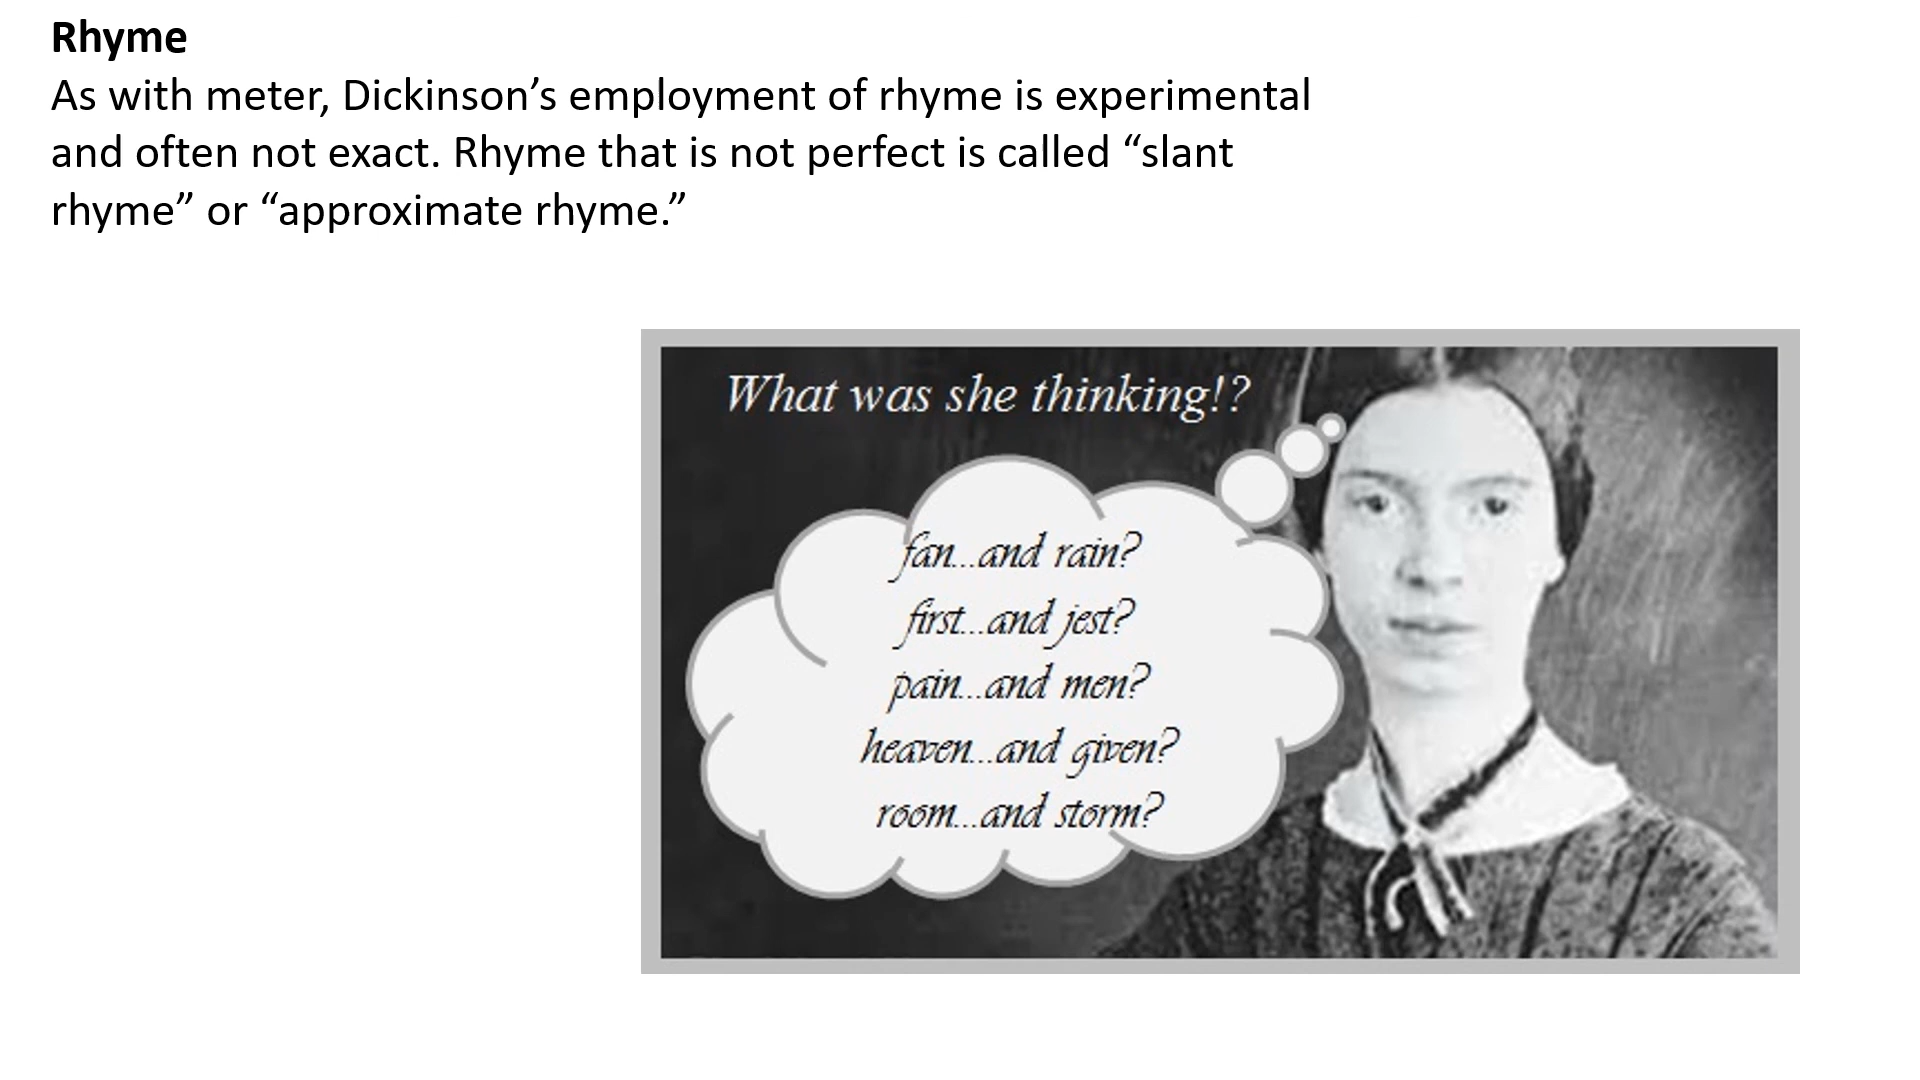 Rhyme
As with meter, Dickinson’s employment of rhyme is experimental
and often not exact. Rhyme that is not perfect is called “slant
rhyme” or “approximate rhyme.”
What was she thinking!?
fan...and rain?
first...and jest?
pain...and men?
heaven...and given?
room...and storm?